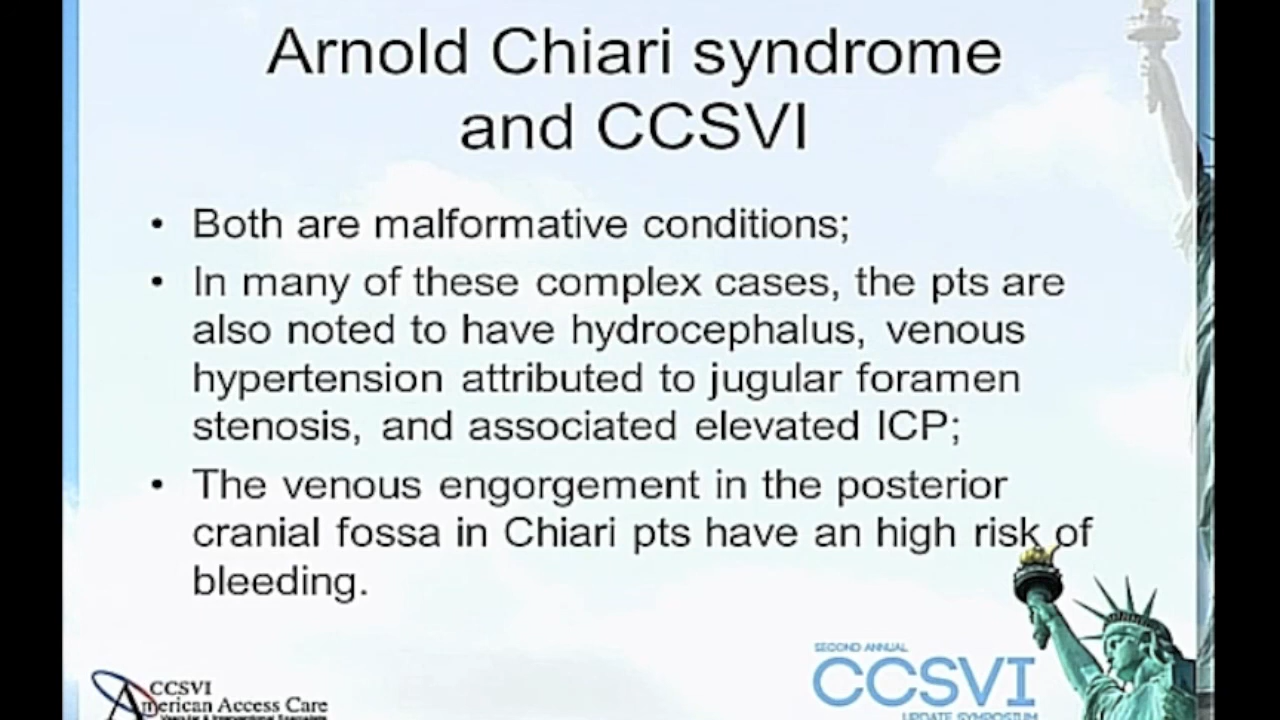 Arnold Chiari syndrome
and CCSVI
• Both are malformative conditions;
• In many of these complex cases, the pts are
also noted to have hydrocephalus, venous
hypertension attributed to jugular foramen
stenosis, and associated elevated ICP;
• The venous engorgement in the posterior
cranial fossa in Chiari pts have an high risk of
bleeding.
CCSVI
American Access Care
SECOND ANNUAL
CCSVI
UPDATE SYMPOSIUM